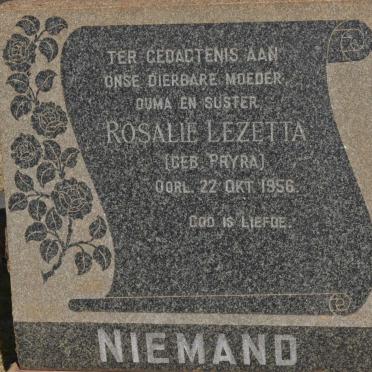 TER GEDACTENIS AAN
ONSE DIERBARE MOEDER,
OUMA EN SUSTER.
ROSALIE LEZETTA
(GEB. PRYRA)
OORL. 22 OKT 1956.
GOD IS LIEFDE.
NIEMAND